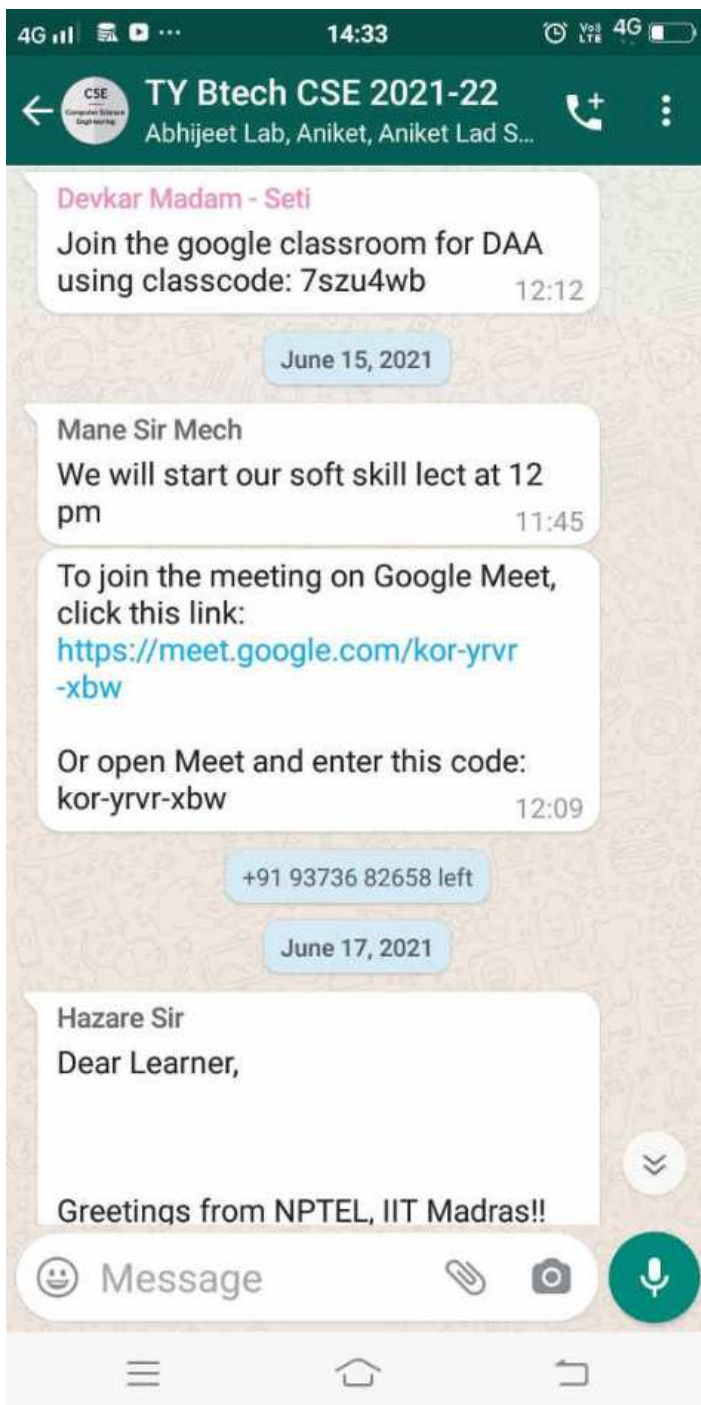 4G 14:33 VoLTE 4G
CSE
Computer Science
Engineering
TY Btech CSE 2021-22
Abhijeet Lab, Aniket, Aniket Lad S...
Devkar Madam - Seti
Join the google classroom for DAA
using classcode: 7szu4wb 12:12
June 15, 2021
Mane Sir Mech
We will start our soft skill lect at 12
pm 11:45
To join the meeting on Google Meet,
click this link:
https://meet.google.com/kor-yrvr
-xbw
Or open Meet and enter this code:
kor-yrvr-xbw 12:09
+91 93736 82658 left
June 17, 2021
Hazare Sir
Dear Learner,
Greetings from NPTEL, IIT Madras!!
Message